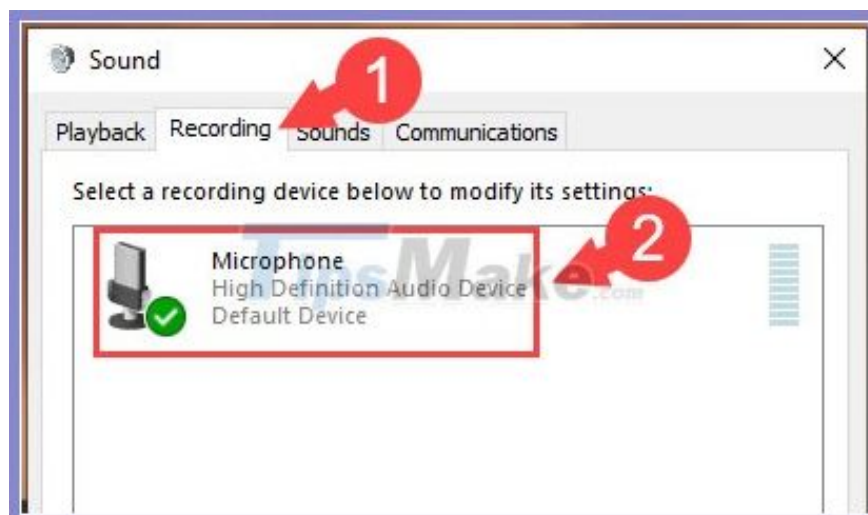 Sound
1
Playback Recording Sounds Communications
Select a recording device below to modify its settings:
2
Microphone
High Definition Audio Device
Default Device
TipsMake.com